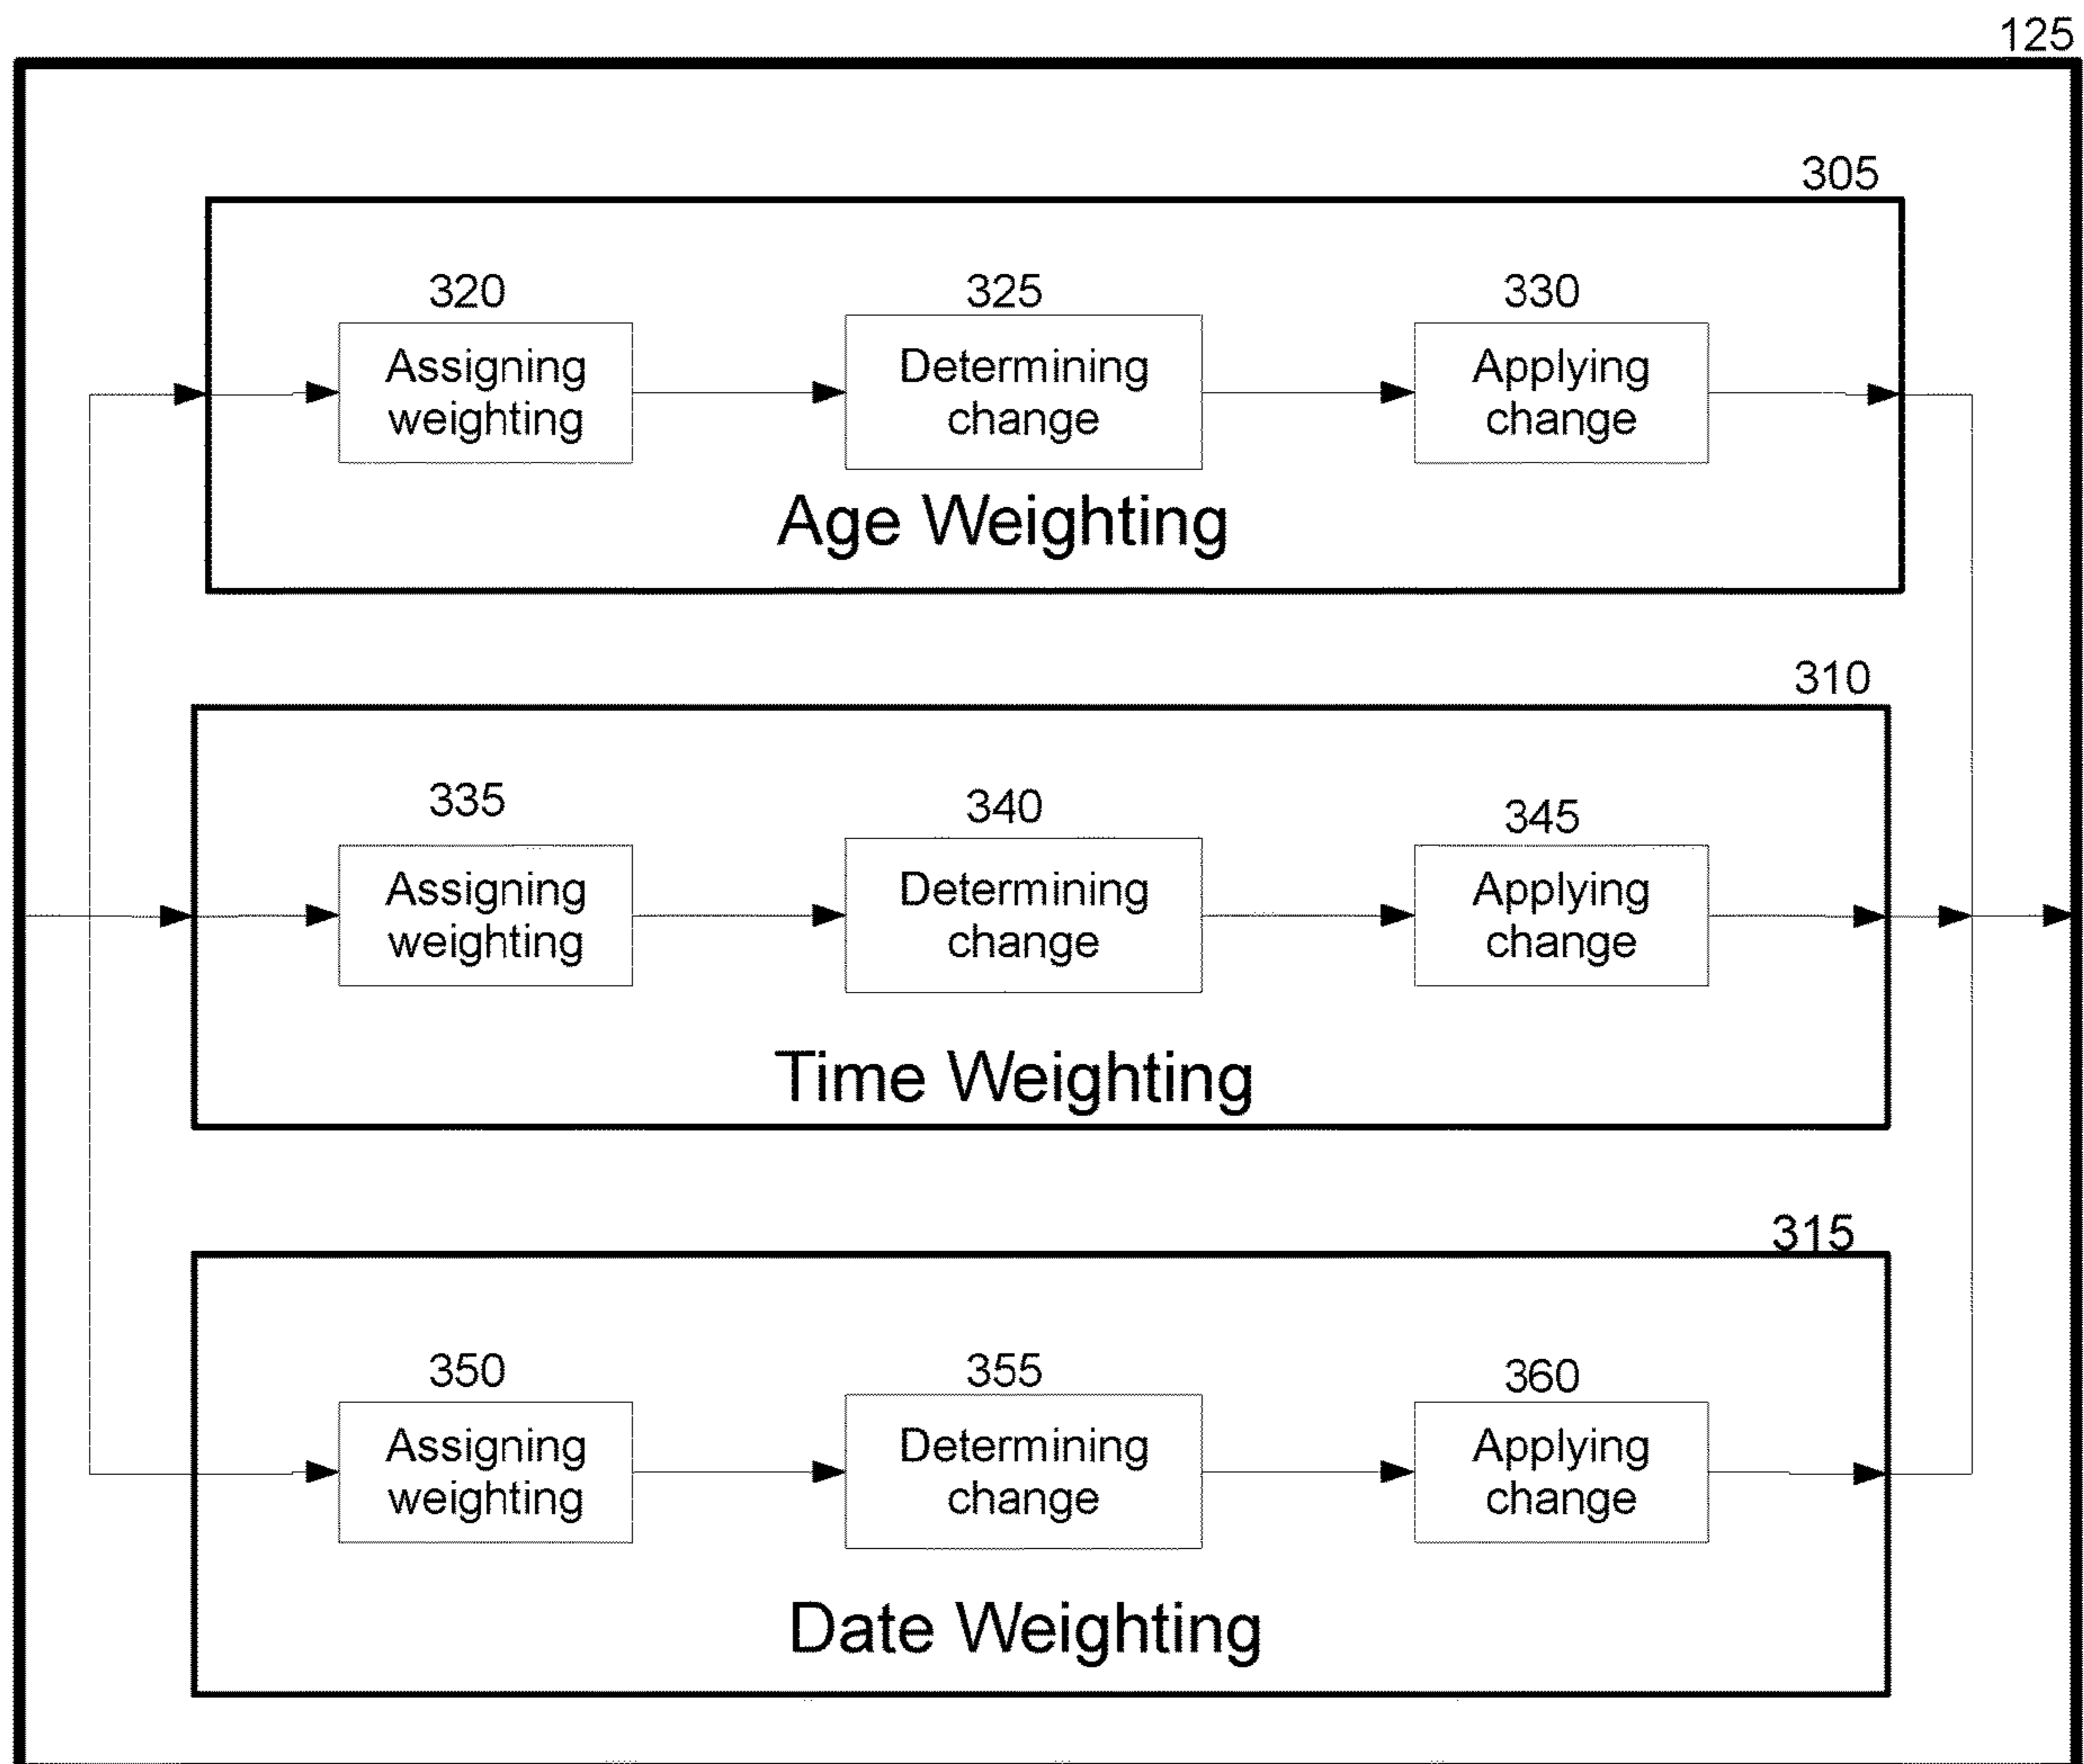 125
305
320
325
330
Assigning
weighting
Determining
change
Applying
change
Age Weighting
310
335
340
345
Assigning
weighting
Determining
change
Applying
change
Time Weighting
315
350
355
360
Assigning
weighting
Determining
change
Applying
change
Date Weighting